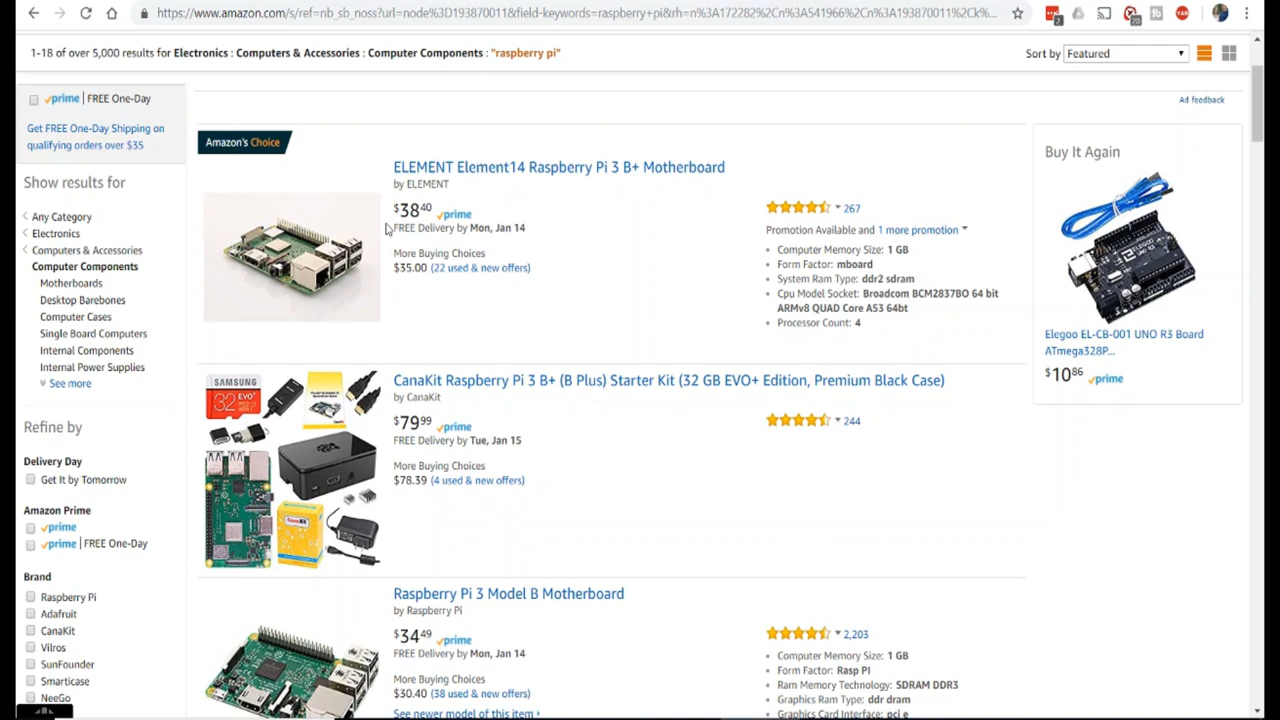 https://www.amazon.com/s/ref=nb_sb_noss?url=node%3D193870011&field-keywords=raspberry+pi&rh=n%3A172282%2Cn%3A541966%2Cn%3A193870011%2Ck%...
2
20
YAR
1-18 of over 5,000 results for Electronics : Computers & Accessories : Computer Components : "raspberry pi"
Sort by Featured
prime | FREE One-Day
Get FREE One-Day Shipping on
qualifying orders over $35
Show results for
Any Category
Electronics
Computers & Accessories
Computer Components
Motherboards
Desktop Barebones
Computer Cases
Single Board Computers
Internal Components
Internal Power Supplies
See more
Refine by
Delivery Day
Get It by Tomorrow
Amazon Prime
prime
prime | FREE One-Day
Brand
Raspberry Pi
Adafruit
CanaKit
Vilros
SunFounder
Smarticase
NeeGo
Ad feedback
Amazon's Choice
ELEMENT Element14 Raspberry Pi 3 B+ Motherboard
by ELEMENT
$38 40 prime
FREE Delivery by Mon, Jan 14
More Buying Choices
$35.00 (22 used & new offers)
267
Promotion Available and 1 more promotion
Computer Memory Size: 1 GB
Form Factor: mboard
System Ram Type: ddr2 sdram
Cpu Model Socket: Broadcom BCM2837BO 64 bit
ARMv8 QUAD Core A53 64bt
Processor Count: 4
SAMSUNG
32 EVO+
CanaKit Raspberry Pi 3 B+ (B Plus) Starter Kit (32 GB EVO+ Edition, Premium Black Case)
by CanaKit
$79 99 prime
FREE Delivery by Tue, Jan 15
More Buying Choices
$78.39 (4 used & new offers)
244
Raspberry Pi 3 Model B Motherboard
by Raspberry Pi
$34 49 prime
FREE Delivery by Mon, Jan 14
More Buying Choices
$30.40 (38 used & new offers)
See newer model of this item
2,203
Computer Memory Size: 1 GB
Form Factor: Rasp PI
Ram Memory Technology: SDRAM DDR3
Graphics Ram Type: ddr dram
Graphics Card Interface: pci e
Buy It Again
Elegoo EL-CB-001 UNO R3 Board
ATmega328P...
$10 86 prime